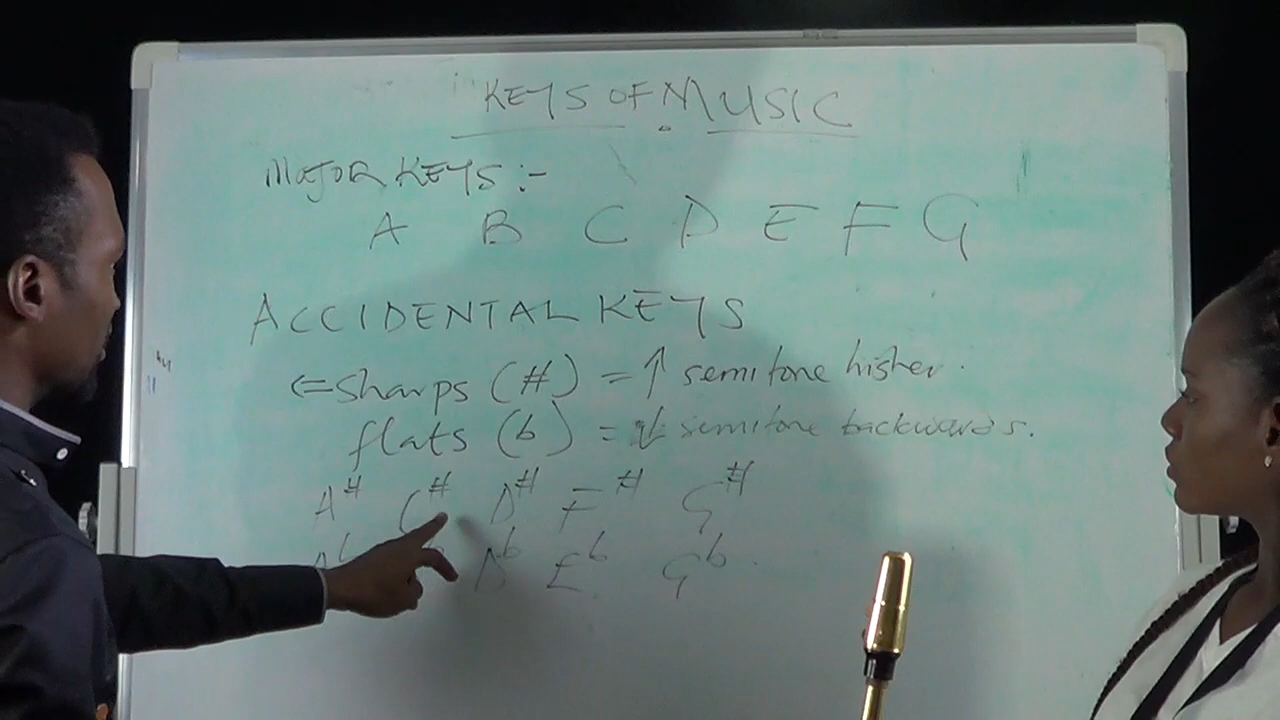 KEYS OF MUSIC
MAJOR KEYS :-
A B C D E F G
ACCIDENTAL KEYS
⇐ sharps (#) = ↑ semitone higher.
flats (b) = ↓ semitone backwards.
A# C# D# F# G#
Ab b Db Eb Gb.